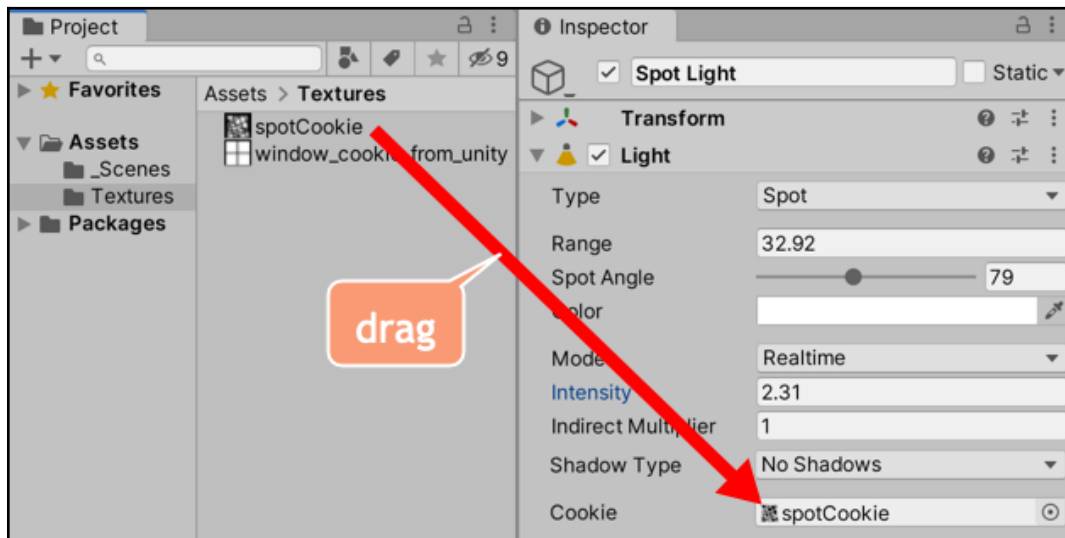 Project
9
Favorites
Assets
_Scenes
Textures
Packages
Assets > Textures
spotCookie
window_cookie_from_unity
drag
Inspector
Spot Light
Static
Transform
Light
Type Spot
Range 32.92
Spot Angle 79
Color
Mode Realtime
Intensity 2.31
Indirect Multiplier 1
Shadow Type No Shadows
Cookie spotCookie